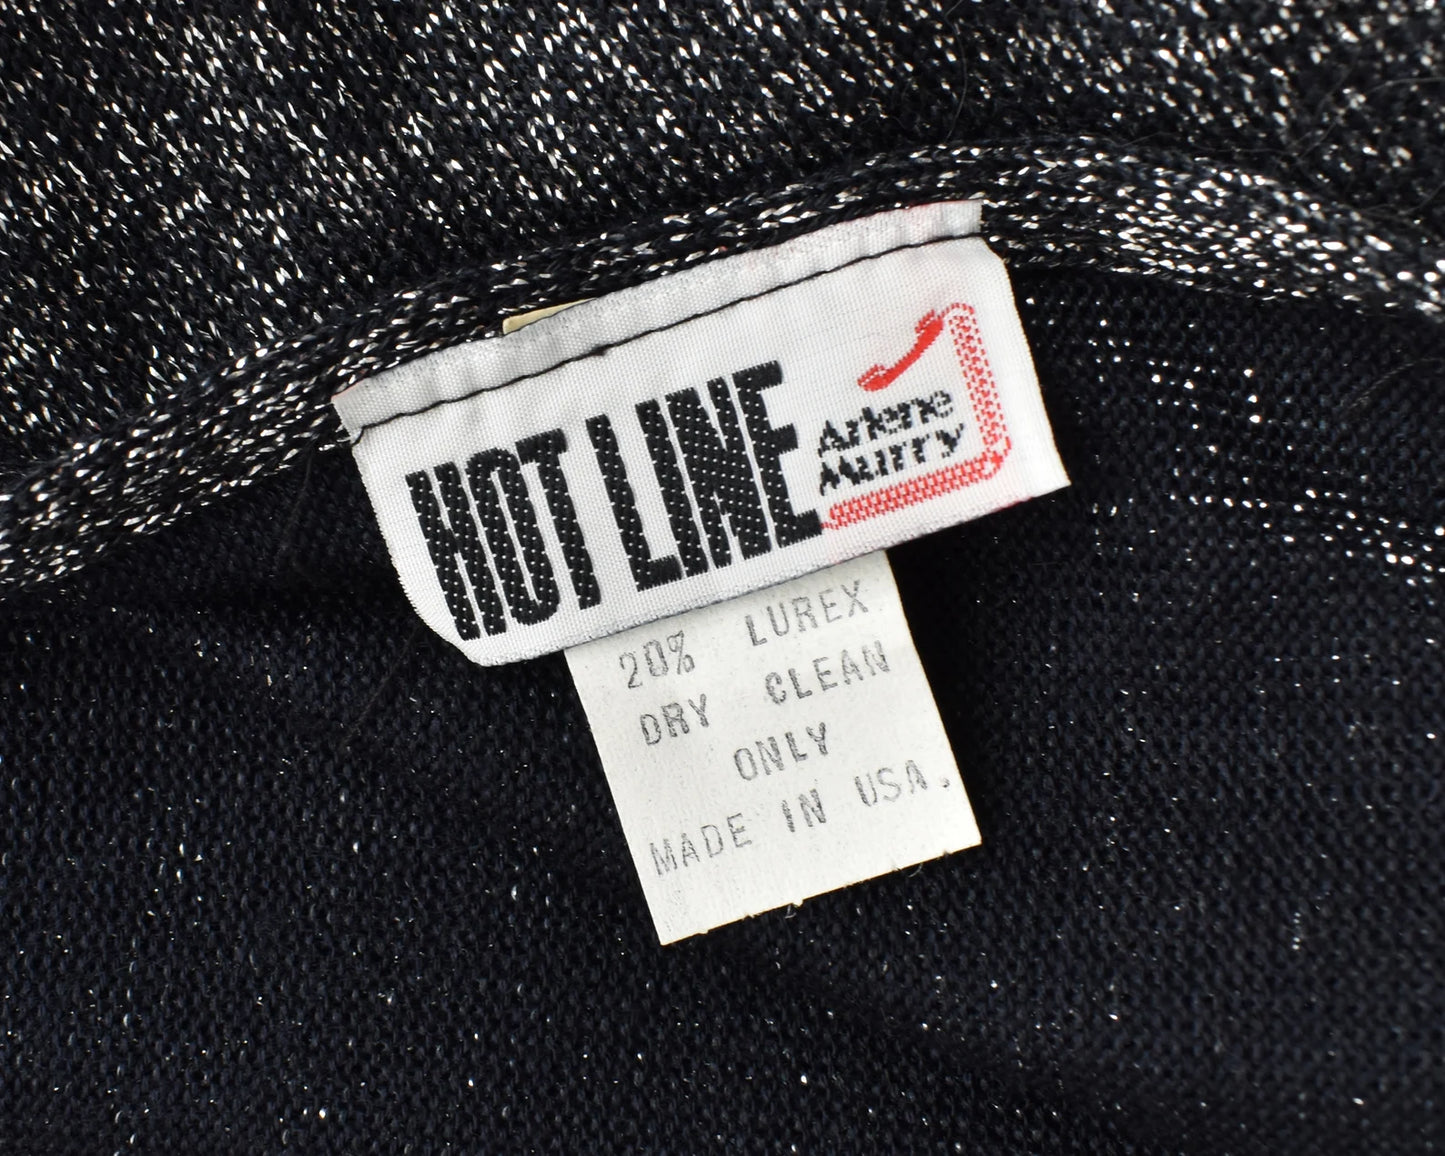 HOT LINE
Arlene
Murry
20% LUREX
DRY CLEAN
ONLY
MADE IN USA.